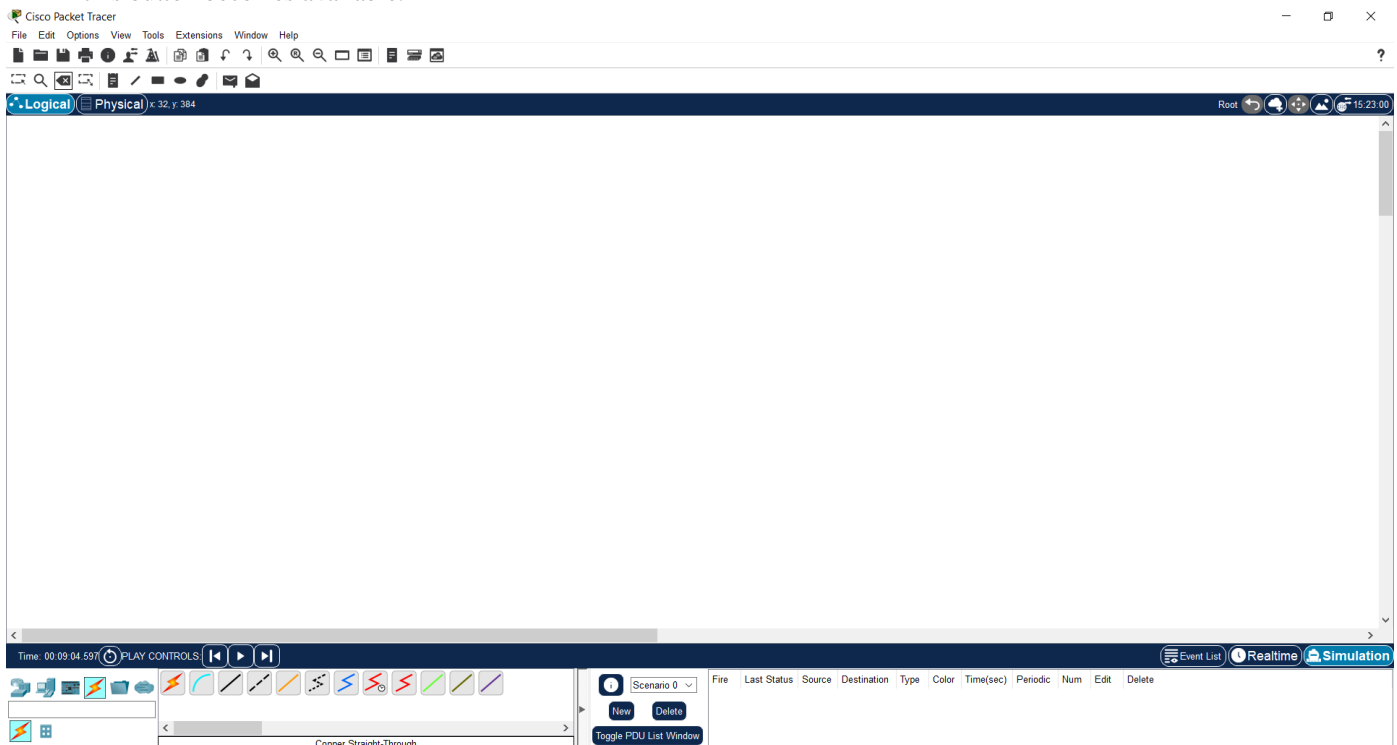 Cisco Packet Tracer
File Edit Options View Tools Extensions Window Help
?
Logical Physical x: 32, y: 384 Root 15:23:00
Time: 00:09:04.597 PLAY CONTROLS: Event List Realtime Simulation
Scenario 0 Fire Last Status Source Destination Type Color Time(sec) Periodic Num Edit Delete
New Delete
Toggle PDU List Window
Copper Straight-Through